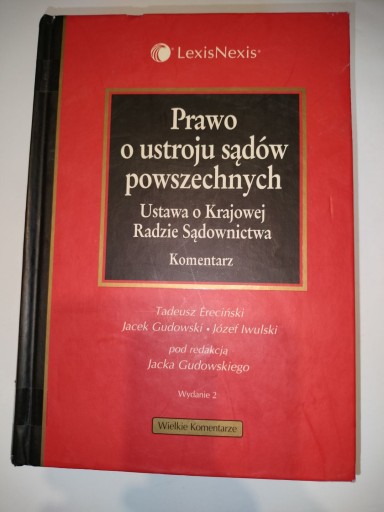 LexisNexis®
Prawo
o ustroju sądów
powszechnych
Ustawa o Krajowej
Radzie Sądownictwa
Komentarz
Tadeusz Ereciński
Jacek Gudowski • Józef Iwulski
pod redakcją
Jacka Gudowskiego
Wydanie 2
Wielkie Komentarze